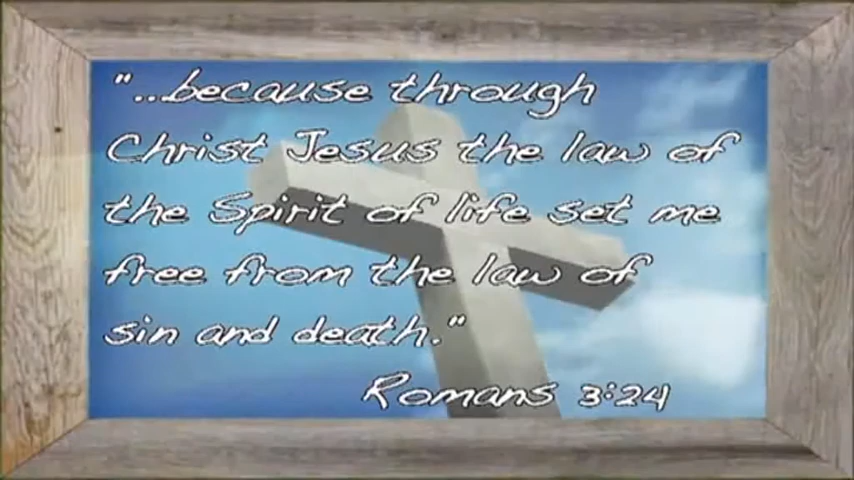 "...because through
Christ Jesus the law of
the Spirit of life set me
free from the law of
sin and death."
Romans 3:24